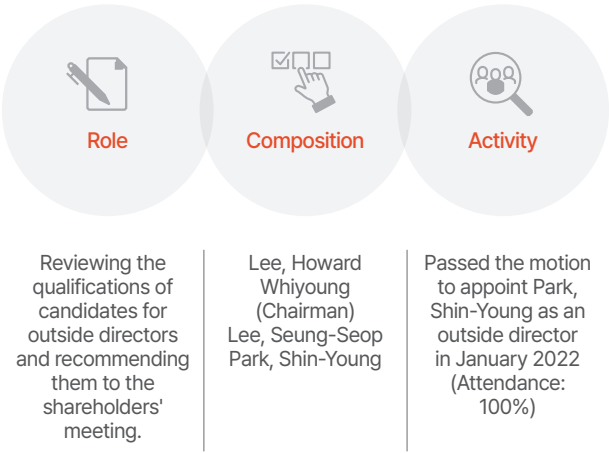 Role
Composition
Activity
Reviewing the
qualifications of
candidates for
outside directors
and recommending
them to the
shareholders'
meeting.
Lee, Howard
Whiyoung
(Chairman)
Lee, Seung-Seop
Park, Shin-Young
Passed the motion
to appoint Park,
Shin-Young as an
outside director
in January 2022
(Attendance:
100%)